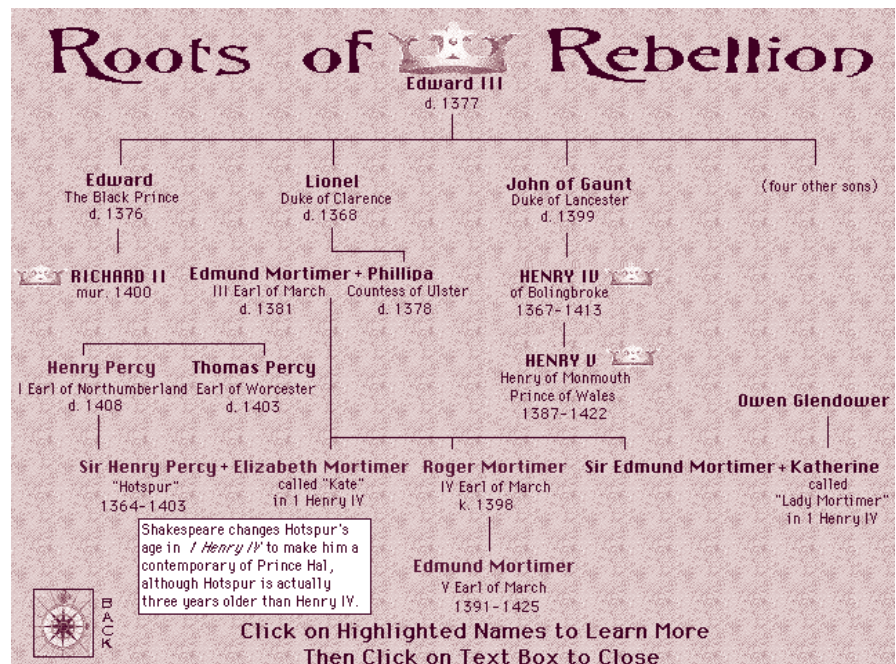 Roots of Rebellion
Edward III
d. 1377
Edward
The Black Prince
d. 1376
Lionel
Duke of Clarence
d. 1368
John of Gaunt
Duke of Lancester
d. 1399
(four other sons)
RICHARD II
mur. 1400
Edmund Mortimer + Phillipa
III Earl of March
d. 1381
Countess of Ulster
d. 1378
HENRY IV
of Bolingbroke
1367-1413
Henry Percy
I Earl of Northumberland
d. 1408
Thomas Percy
Earl of Worcester
d. 1403
HENRY V
Henry of Monmouth
Prince of Wales
1387-1422
Owen Glendower
Sir Henry Percy + Elizabeth Mortimer
"Hotspur"
1364-1403
called "Kate"
in 1 Henry IV
Roger Mortimer
IV Earl of March
k. 1398
Sir Edmund Mortimer + Katherine
called
"Lady Mortimer"
in 1 Henry IV
Shakespeare changes Hotspur's
age in 1 Henry IV to make him a
contemporary of Prince Hal,
although Hotspur is actually
three years older than Henry IV.
Edmund Mortimer
V Earl of March
1391-1425
BACK
Click on Highlighted Names to Learn More
Then Click on Text Box to Close